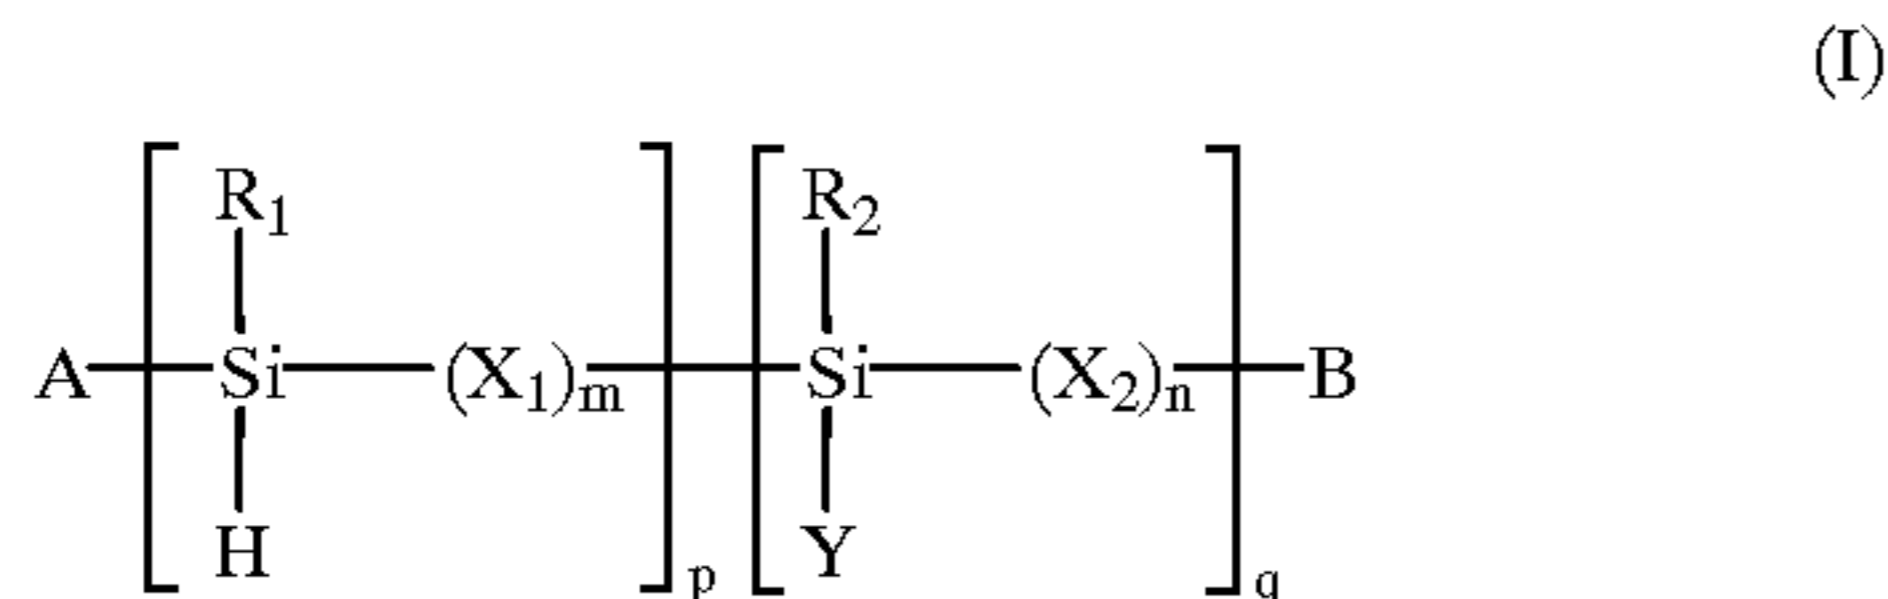 (I)
R1 R2
A Si (X1)m Si (X2)n B
H Y
p q